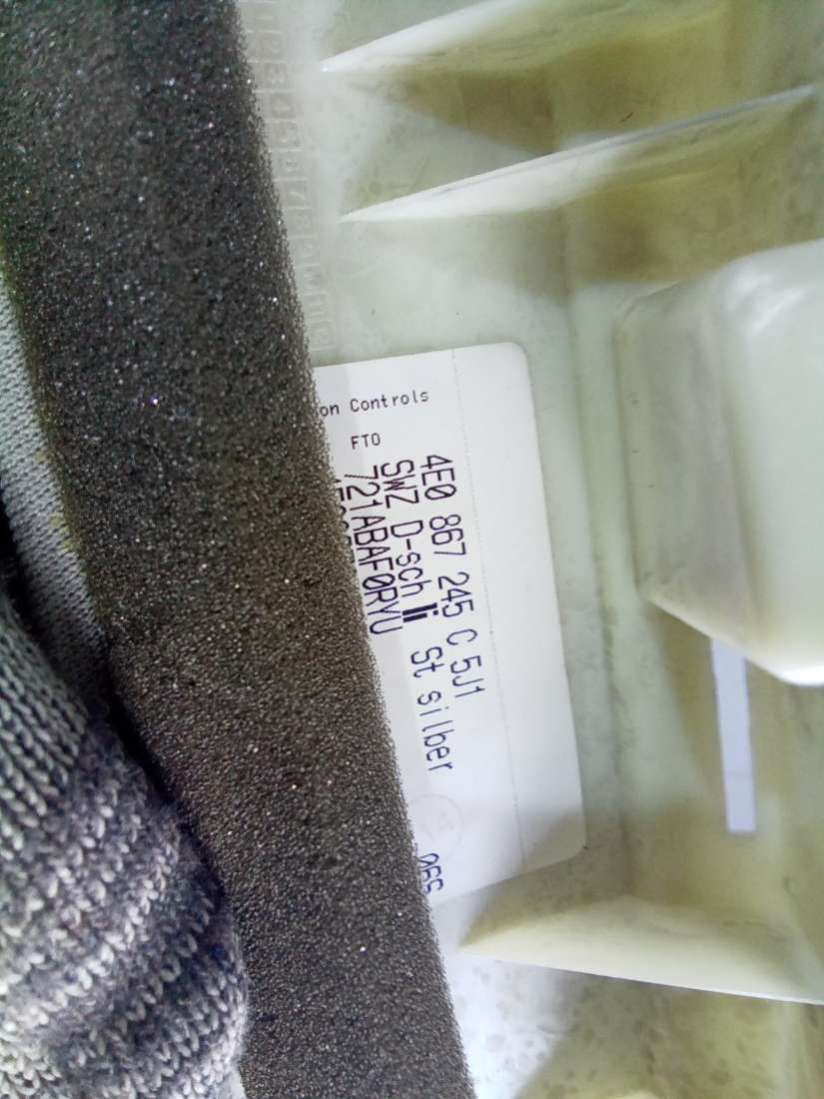 on Controls
FTO
4E0 867 245 C 5J1
SWZ D-sch li St silber
721ABAF0RYU